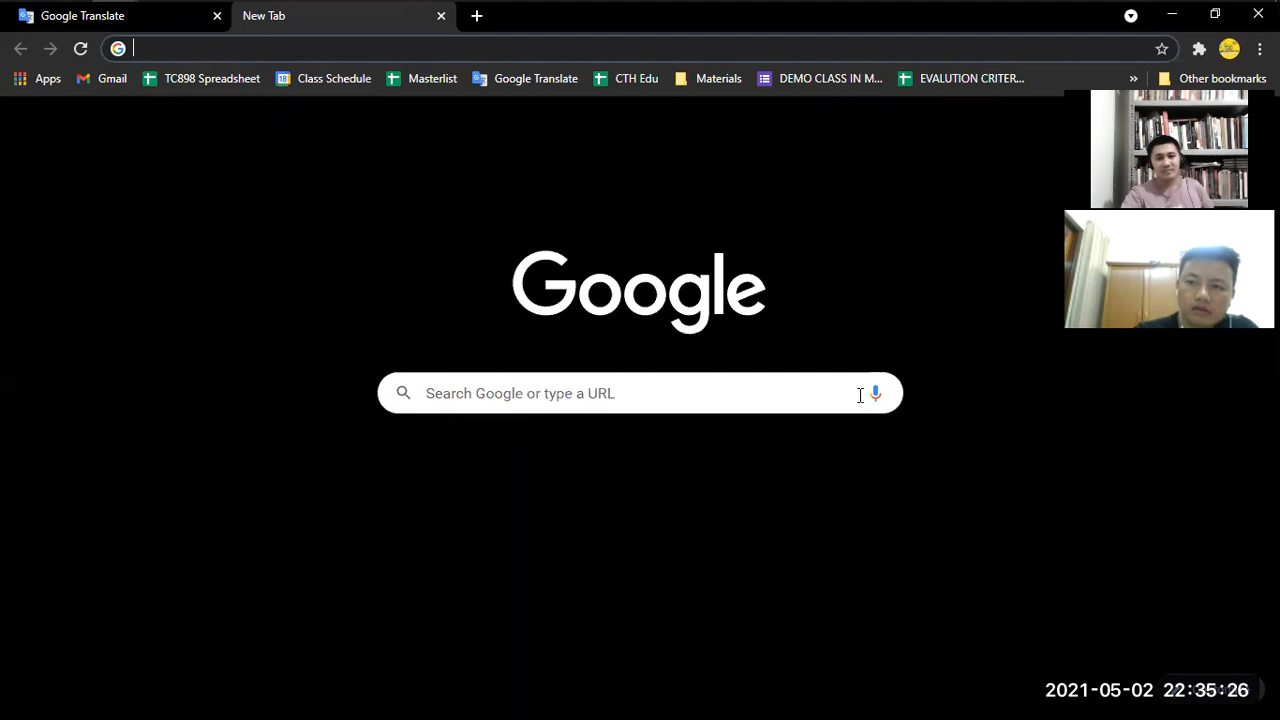 Google Translate
New Tab
Apps
Gmail
TC898 Spreadsheet
Class Schedule
Masterlist
Google Translate
CTH Edu
Materials
DEMO CLASS IN M...
EVALUTION CRITER...
»
Other bookmarks
Google
Search Google or type a URL
2021-05-02 22:35:26